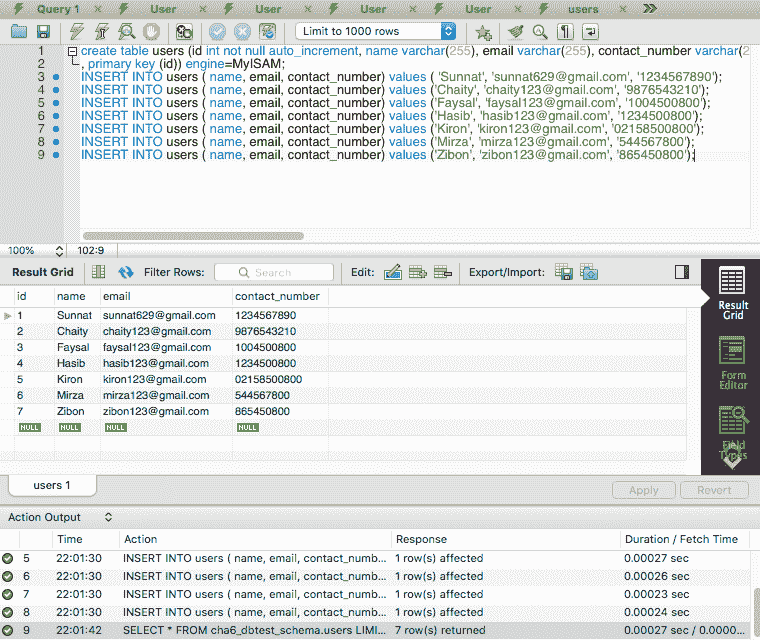 Query 1 × User × User × User × User × users ×
Limit to 1000 rows
1 create table users (id int not null auto_increment, name varchar(255), email varchar(255), contact_number varchar(2
2 , primary key (id)) engine=MyISAM;
3 INSERT INTO users ( name, email, contact_number) values ( 'Sunnat', 'sunnat629@gmail.com', '1234567890');
4 INSERT INTO users ( name, email, contact_number) values ('Chaity', 'chaity123@gmail.com', '9876543210');
5 INSERT INTO users ( name, email, contact_number) values ('Faysal', 'faysal123@gmail.com', '1004500800');
6 INSERT INTO users ( name, email, contact_number) values ('Hasib', 'hasib123@gmail.com', '1234500800');
7 INSERT INTO users ( name, email, contact_number) values ('Kiron', 'kiron123@gmail.com', '02158500800');
8 INSERT INTO users ( name, email, contact_number) values ('Mirza', 'mirza123@gmail.com', '544567800');
9 INSERT INTO users ( name, email, contact_number) values ('Zibon', 'zibon123@gmail.com', '865450800');
100% 102:9
Result Grid Filter Rows: Search Edit: Export/Import:
id name email contact_number
1 Sunnat sunnat629@gmail.com 1234567890
2 Chaity chaity123@gmail.com 9876543210
3 Faysal faysal123@gmail.com 1004500800
4 Hasib hasib123@gmail.com 1234500800
5 Kiron kiron123@gmail.com 02158500800
6 Mirza mirza123@gmail.com 544567800
7 Zibon zibon123@gmail.com 865450800
NULL NULL NULL NULL
Result
Grid
Form
Editor
Field
Types
users 1
Apply Revert
Action Output
Time Action Response Duration / Fetch Time
5 22:01:30 INSERT INTO users ( name, email, contact_numb... 1 row(s) affected 0.00027 sec
6 22:01:30 INSERT INTO users ( name, email, contact_numb... 1 row(s) affected 0.00026 sec
7 22:01:30 INSERT INTO users ( name, email, contact_numb... 1 row(s) affected 0.00023 sec
8 22:01:30 INSERT INTO users ( name, email, contact_numb... 1 row(s) affected 0.00024 sec
9 22:01:42 SELECT * FROM cha6_dbtest_schema.users LIMI... 7 row(s) returned 0.00027 sec / 0.0000...